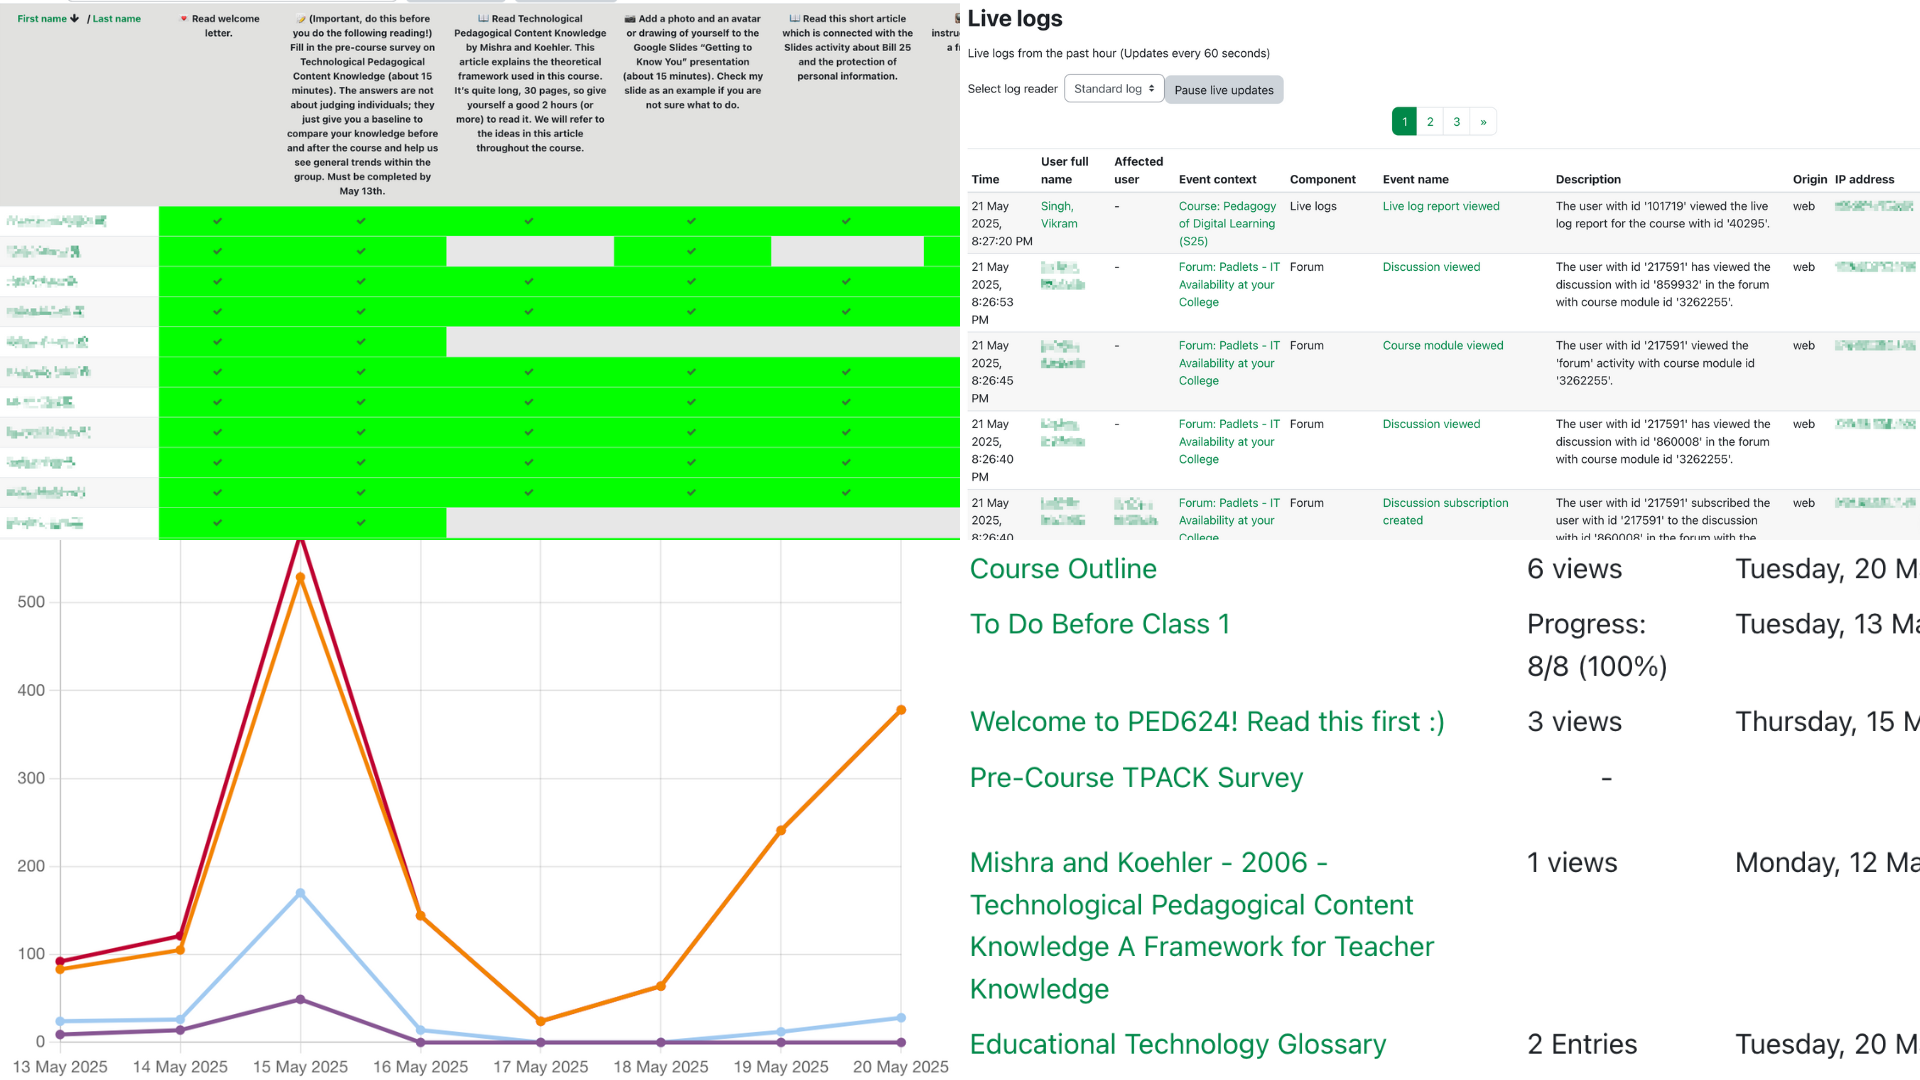 First name / Last name
Read welcome
letter.
(Important, do this before
you do the following reading!)
Fill in the pre-course survey on
Technological Pedagogical
Content Knowledge (about 15
minutes). The answers are not
about judging individuals; they
just give you a baseline to
compare your knowledge before
and after the course and help us
see general trends within the
group. Must be completed by
May 13th.
Read Technological
Pedagogical Content Knowledge
by Mishra and Koehler. This
article explains the theoretical
framework used in this course.
It's quite long, 30 pages, so give
yourself a good 2 hours (or
more) to read it. We will refer to
the ideas in this article
throughout the course.
Add a photo and an avatar
or drawing of yourself to the
Google Slides “Getting to
Know You” presentation
(about 15 minutes). Check my
slide as an example if you are
not sure what to do.
Read this short article
which is connected with the
Slides activity about Bill 25
and the protection of
personal information.
instru
a f
Live logs
Live logs from the past hour (Updates every 60 seconds)
Select log reader Standard log Pause live updates
1 2 3 »
Time User full name Affected user Event context Component Event name Description Origin IP address
21 May
2025,
8:27:20 PM
Singh,
Vikram
-
Course: Pedagogy
of Digital Learning
(S25)
Live logs
Live log report viewed
The user with id '101719' viewed the live
log report for the course with id '40295'.
web
21 May
2025,
8:26:53
PM
-
Forum: Padlets - IT
Availability at your
College
Forum
Discussion viewed
The user with id '217591' has viewed the
discussion with id '859932' in the forum
with course module id '3262255'.
web
21 May
2025,
8:26:45
PM
-
Forum: Padlets - IT
Availability at your
College
Forum
Course module viewed
The user with id '217591' viewed the
'forum' activity with course module id
'3262255'.
web
21 May
2025,
8:26:40
PM
-
Forum: Padlets - IT
Availability at your
College
Forum
Discussion viewed
The user with id '217591' has viewed the
discussion with id '860008' in the forum
with course module id '3262255'.
web
21 May
2025,
8:26:40
Forum: Padlets - IT
Availability at your
College
Forum
Discussion subscription
created
The user with id '217591' subscribed the
user with id '217591' to the discussion
with id '860008' in the forum with the
web
500
400
300
200
100
0
13 May 2025 14 May 2025 15 May 2025 16 May 2025 17 May 2025 18 May 2025 19 May 2025 20 May 2025
Course Outline 6 views Tuesday, 20 M
To Do Before Class 1 Progress: Tuesday, 13 Ma
8/8 (100%)
Welcome to PED624! Read this first :) 3 views Thursday, 15 M
Pre-Course TPACK Survey -
Mishra and Koehler - 2006 - 1 views Monday, 12 Ma
Technological Pedagogical Content
Knowledge A Framework for Teacher
Knowledge
Educational Technology Glossary 2 Entries Tuesday, 20 M